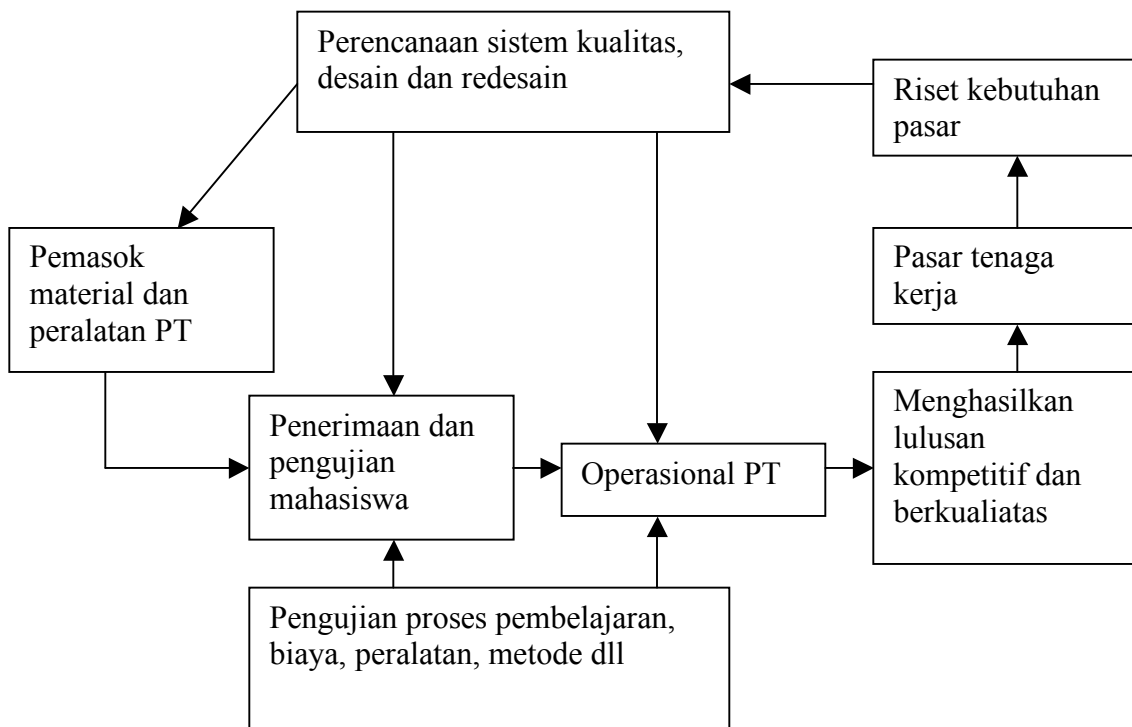 Perencanaan sistem kualitas,
desain dan redesain
Riset kebutuhan
pasar
Pemasok
material dan
peralatan PT
Pasar tenaga
kerja
Penerimaan dan
pengujian
mahasiswa
Operasional PT
Menghasilkan
lulusan
kompetitif dan
berkualiatas
Pengujian proses pembelajaran,
biaya, peralatan, metode dll